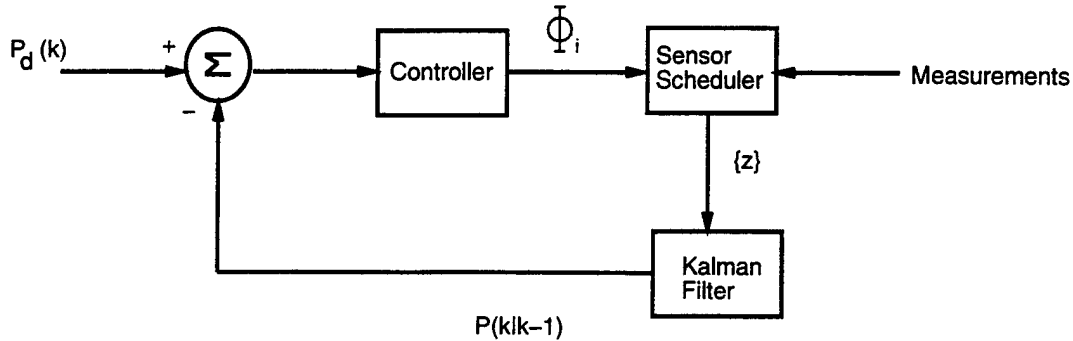 P_d (k)
+
Σ
−
Controller
Φ_i
Sensor
Scheduler
Measurements
{z}
Kalman
Filter
P(k|k−1)